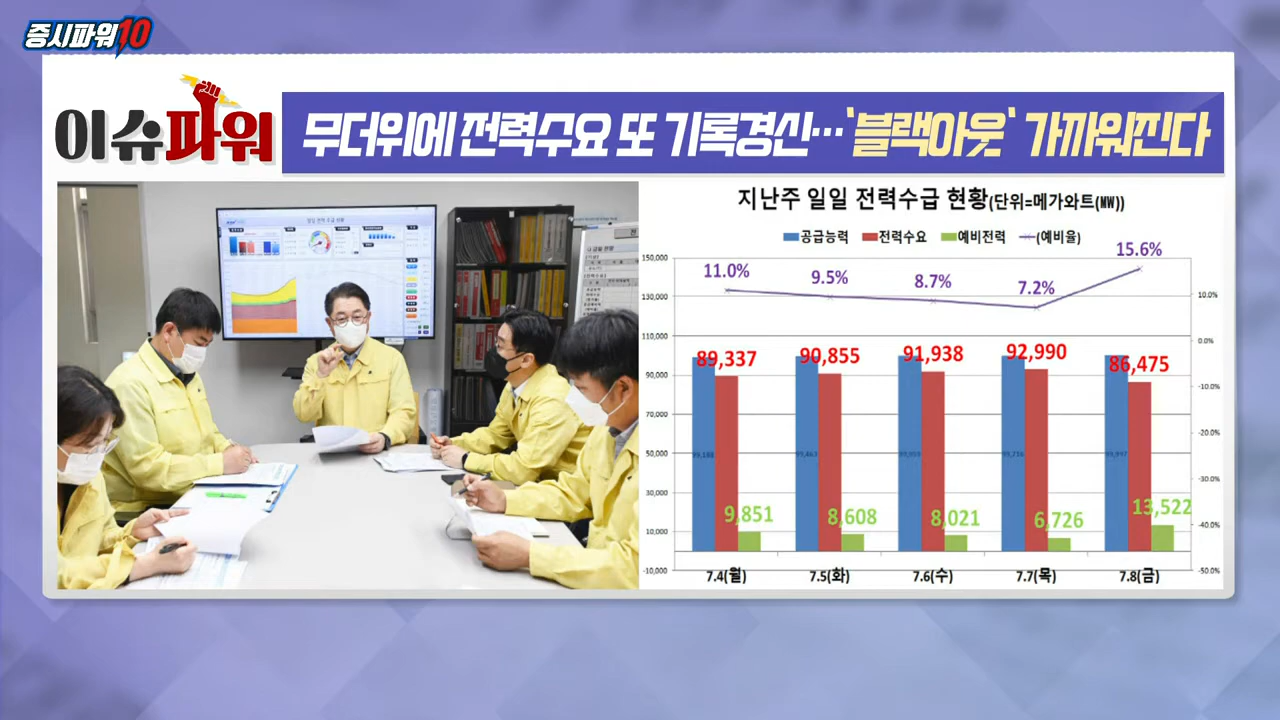 증시파워10
이슈파워
무더위에 전력수요 또 기록경신…'블랙아웃' 가까워진다
지난주 일일 전력수급 현황(단위=메가와트(MW))
공급능력 전력수요 예비전력 (예비율)
150,000
130,000
110,000
90,000
70,000
50,000
30,000
10,000
-10,000
11.0% 9.5% 8.7% 7.2% 15.6%
89,337 90,855 91,938 92,990 86,475
9,851 8,608 8,021 6,726 13,522
10.0%
0.0%
-10.0%
-20.0%
-30.0%
-40.0%
-50.0%
7.4(월) 7.5(화) 7.6(수) 7.7(목) 7.8(금)